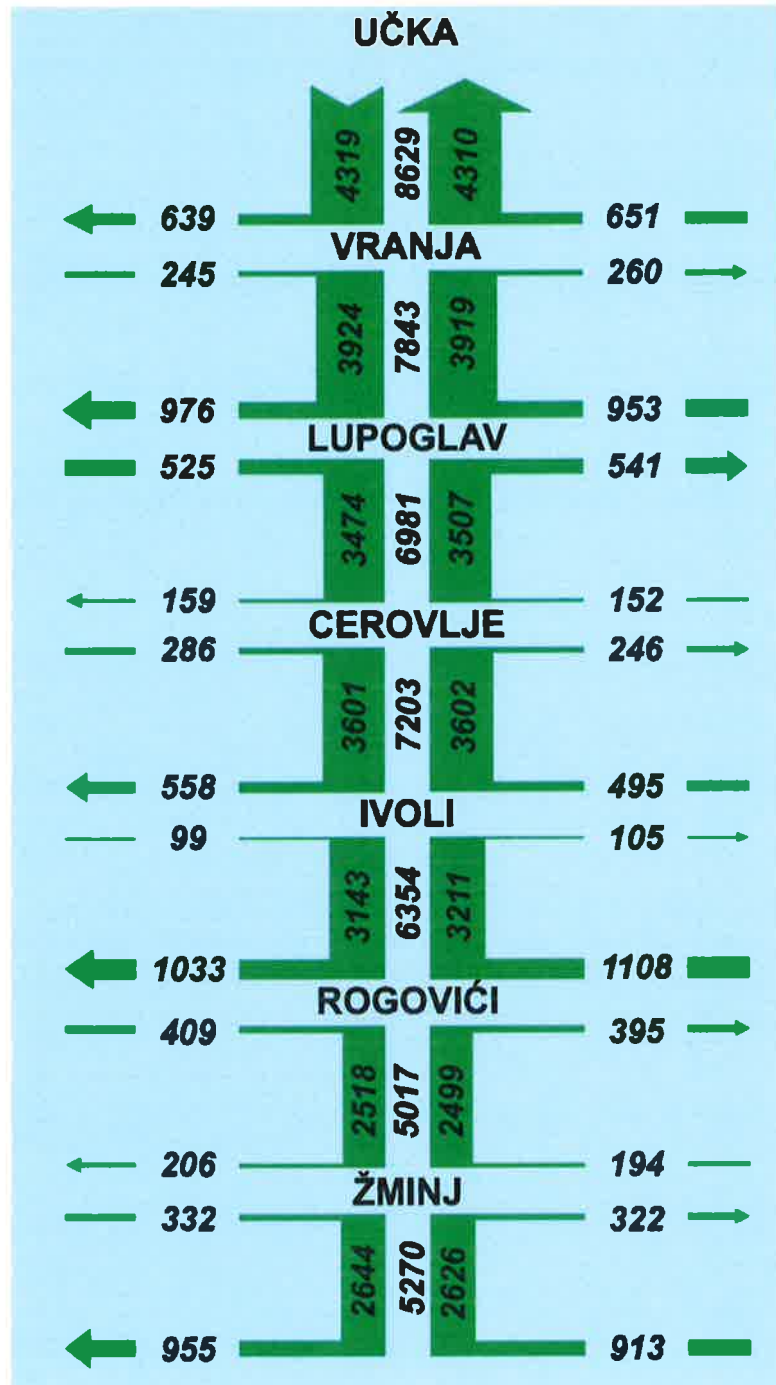 UČKA
4319 8629 4310
639 651
VRANJA
245 260
3924 7843 3919
976 953
LUPOGLAV
525 541
3474 6981 3507
159 152
CEROVLJE
286 246
3601 7203 3602
558 495
IVOLI
99 105
3143 6354 3211
1033 1108
ROGOVIĆI
409 395
2518 5017 2499
206 194
ŽMINJ
332 322
2644 5270 2626
955 913